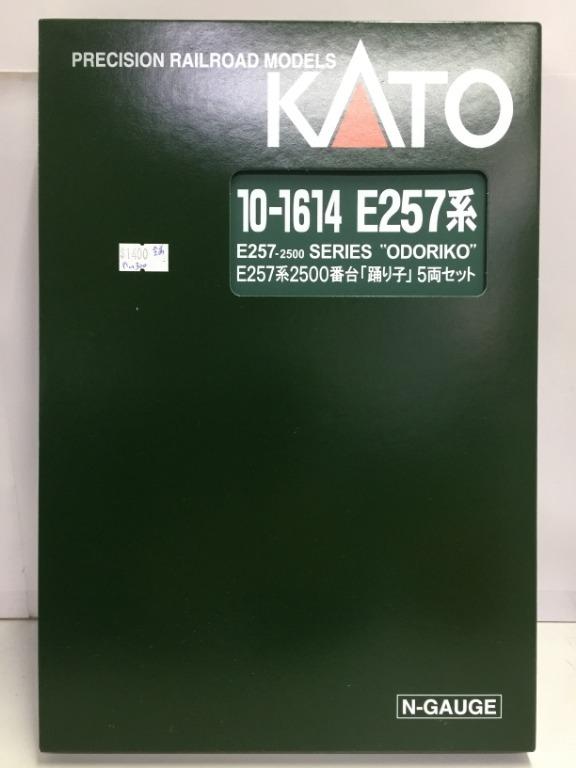 PRECISION RAILROAD MODELS
KATO
10-1614 E257系
E257-2500 SERIES "ODORIKO"
E257系2500番台「踊り子」5両セット
$1400
N-GAUGE